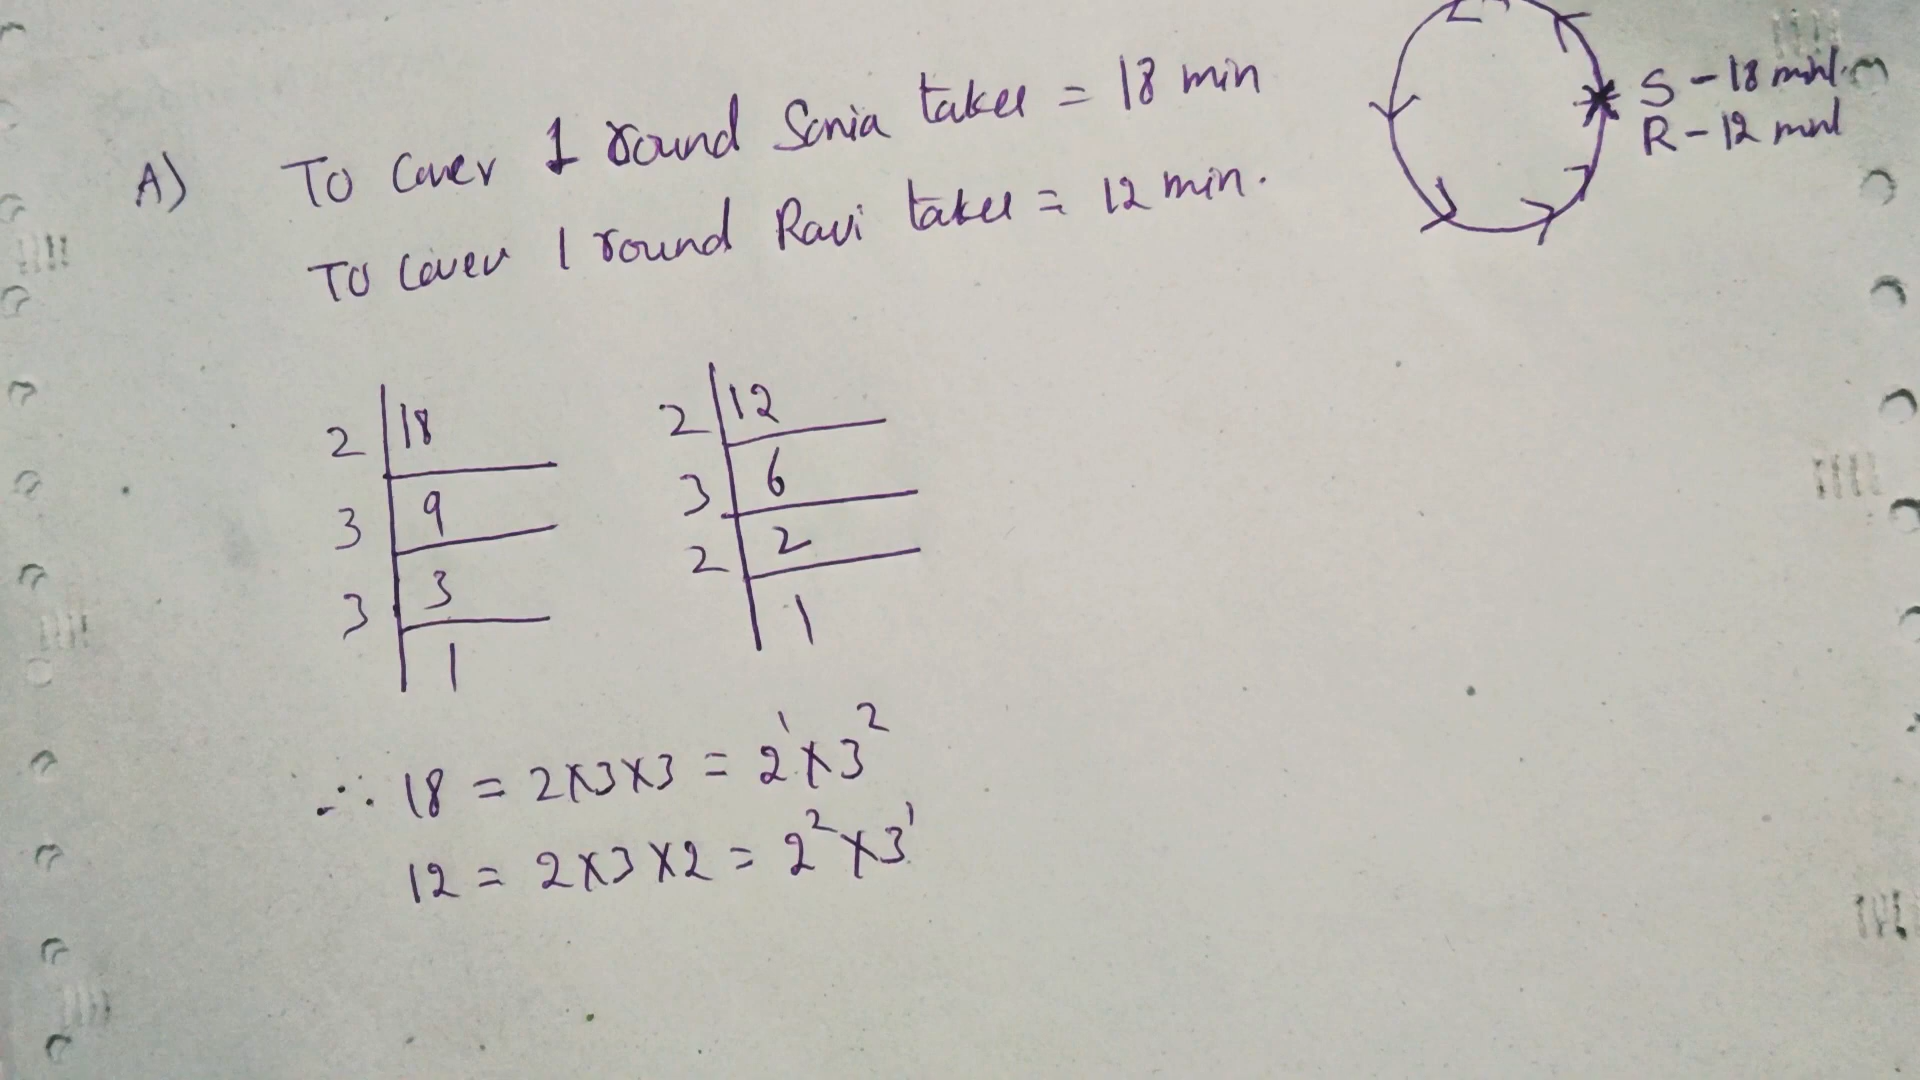 A) To cover 1 round Sonia takes = 18 min
To cover 1 round Ravi takes = 12 min.
S - 18 min
R - 12 min
2 | 18
3 | 9
3 | 3
1
2 | 12
3 | 6
2 | 2
1
∴ 18 = 2×3×3 = 2¹×3²
12 = 2×3×2 = 2²×3¹